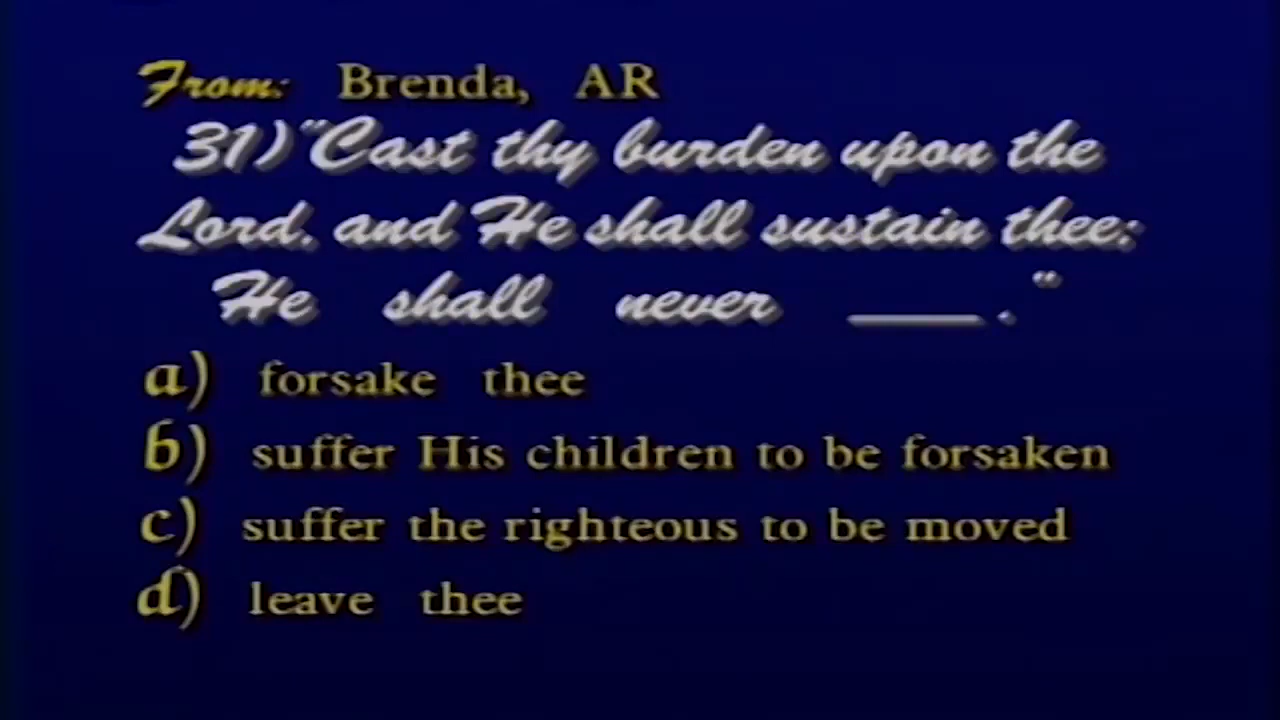 From: Brenda, AR
31) "Cast thy burden upon the
Lord, and He shall sustain thee:
He shall never ____."
a) forsake thee
b) suffer His children to be forsaken
c) suffer the righteous to be moved
d) leave thee